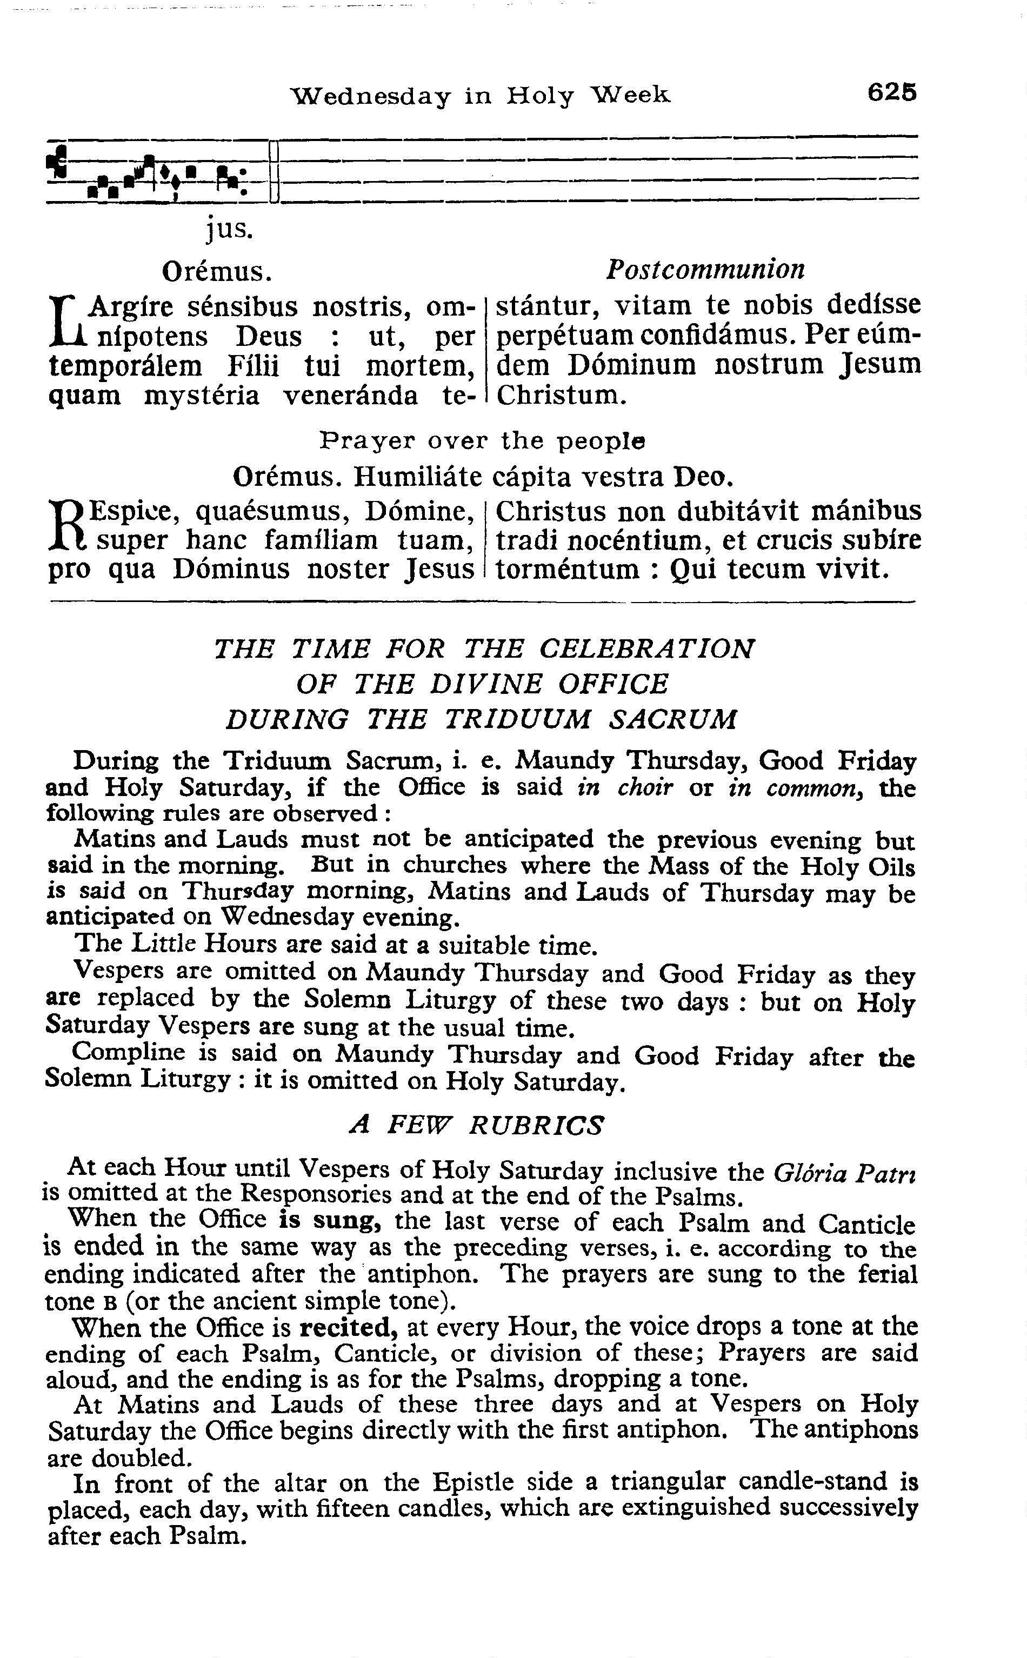 Wednesday in Holy Week 625
jus.
Orémus. Postcommunion
LArgíre sénsibus nostris, om-
nípotens Deus : ut, per
temporálem Fílii tui mortem,
quam mystéria veneránda te-
stántur, vitam te nobis dedísse
perpétuam confidámus. Per eúm-
dem Dóminum nostrum Jesum
Christum.
Prayer over the people
Orémus. Humiliáte cápita vestra Deo.
REspice, quaésumus, Dómine,
super hanc famíliam tuam,
pro qua Dóminus noster Jesus
Christus non dubitávit mánibus
tradi nocéntium, et crucis subíre
torméntum : Qui tecum vivit.
THE TIME FOR THE CELEBRATION
OF THE DIVINE OFFICE
DURING THE TRIDUUM SACRUM
During the Triduum Sacrum, i. e. Maundy Thursday, Good Friday
and Holy Saturday, if the Office is said in choir or in common, the
following rules are observed :
Matins and Lauds must not be anticipated the previous evening but
said in the morning. But in churches where the Mass of the Holy Oils
is said on Thursday morning, Matins and Lauds of Thursday may be
anticipated on Wednesday evening.
The Little Hours are said at a suitable time.
Vespers are omitted on Maundy Thursday and Good Friday as they
are replaced by the Solemn Liturgy of these two days : but on Holy
Saturday Vespers are sung at the usual time.
Compline is said on Maundy Thursday and Good Friday after the
Solemn Liturgy : it is omitted on Holy Saturday.
A FEW RUBRICS
At each Hour until Vespers of Holy Saturday inclusive the Glória Patri
is omitted at the Responsories and at the end of the Psalms.
When the Office is sung, the last verse of each Psalm and Canticle
is ended in the same way as the preceding verses, i. e. according to the
ending indicated after the antiphon. The prayers are sung to the ferial
tone B (or the ancient simple tone).
When the Office is recited, at every Hour, the voice drops a tone at the
ending of each Psalm, Canticle, or division of these; Prayers are said
aloud, and the ending is as for the Psalms, dropping a tone.
At Matins and Lauds of these three days and at Vespers on Holy
Saturday the Office begins directly with the first antiphon. The antiphons
are doubled.
In front of the altar on the Epistle side a triangular candle-stand is
placed, each day, with fifteen candles, which are extinguished successively
after each Psalm.